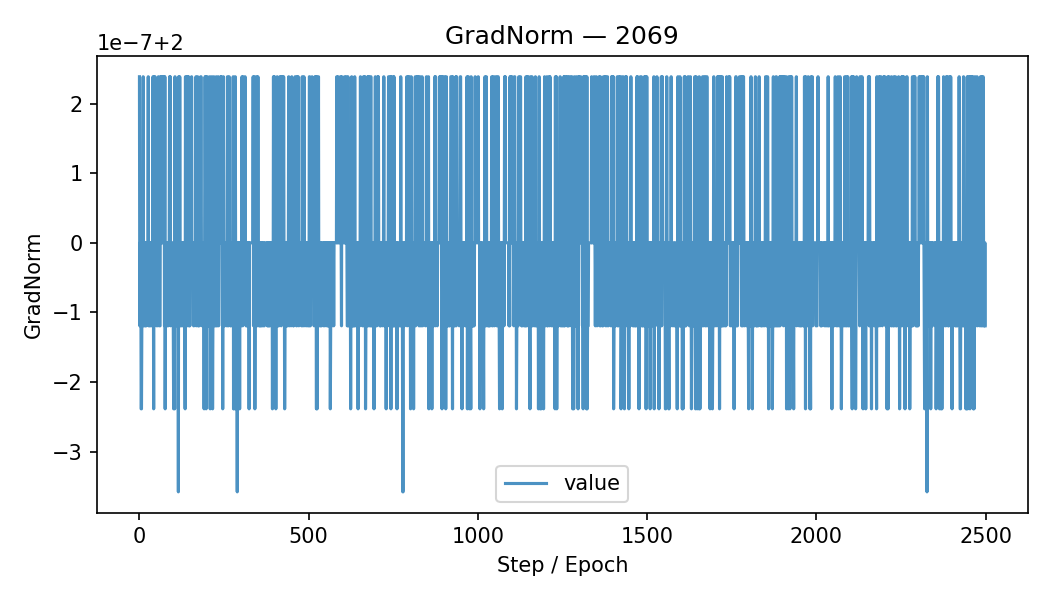 GradNorm — 2069
1e−7+2
2
1
0
−1
−2
−3
GradNorm
value
0 500 1000 1500 2000 2500
Step / Epoch